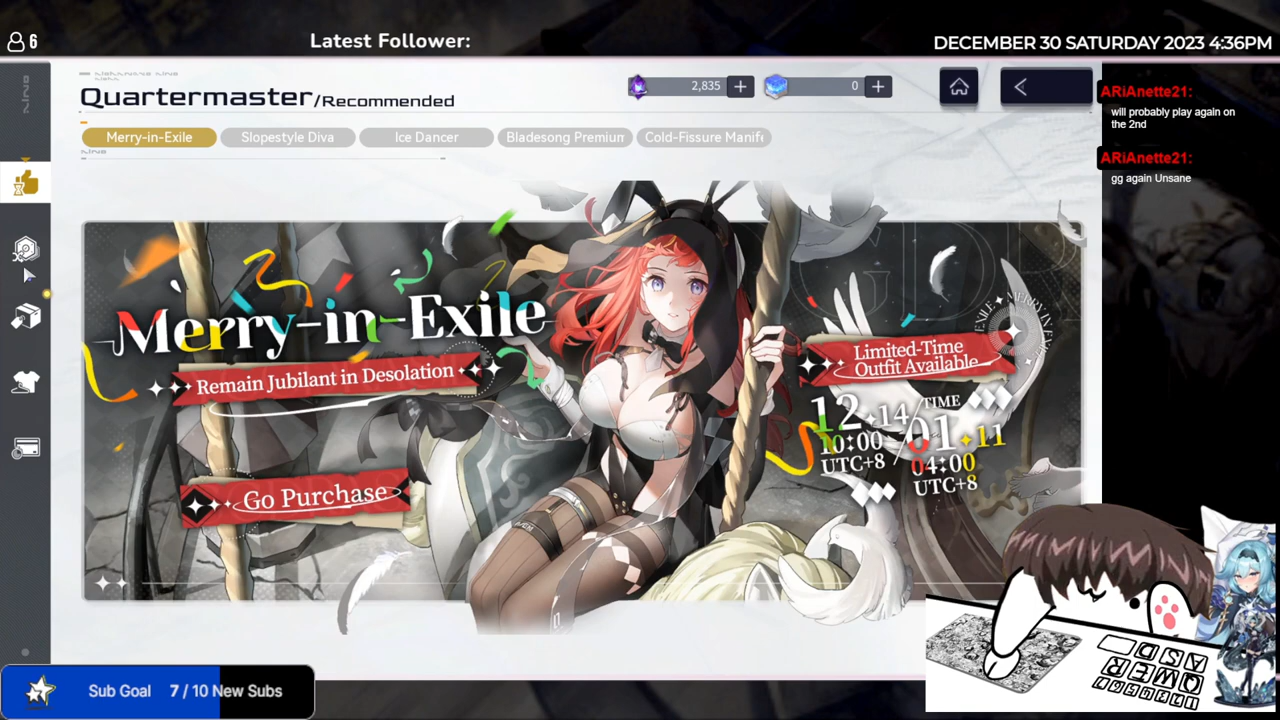 6
Latest Follower:
DECEMBER 30 SATURDAY 2023 4:36PM
Quartermaster/Recommended
2,835
0
Merry-in-Exile
Slopestyle Diva
Ice Dancer
Bladesong Premium
Cold-Fissure Manife
ARiAnette21:
will probably play again on
the 2nd
ARiAnette21:
gg again Unsane
Merry-in-Exile
Remain Jubilant in Desolation
Go Purchase
Limited-Time
Outfit Available
TIME
12.14/01.11
10:00
UTC+8
04:00
UTC+8
Sub Goal 7 / 10 New Subs